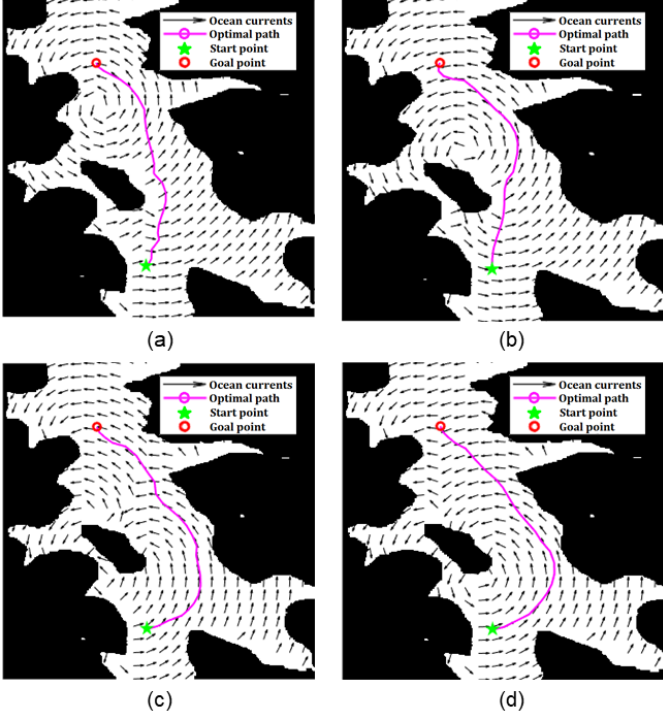 Ocean currents
Optimal path
Start point
Goal point
Ocean currents
Optimal path
Start point
Goal point
(a)
(b)
Ocean currents
Optimal path
Start point
Goal point
Ocean currents
Optimal path
Start point
Goal point
(c)
(d)